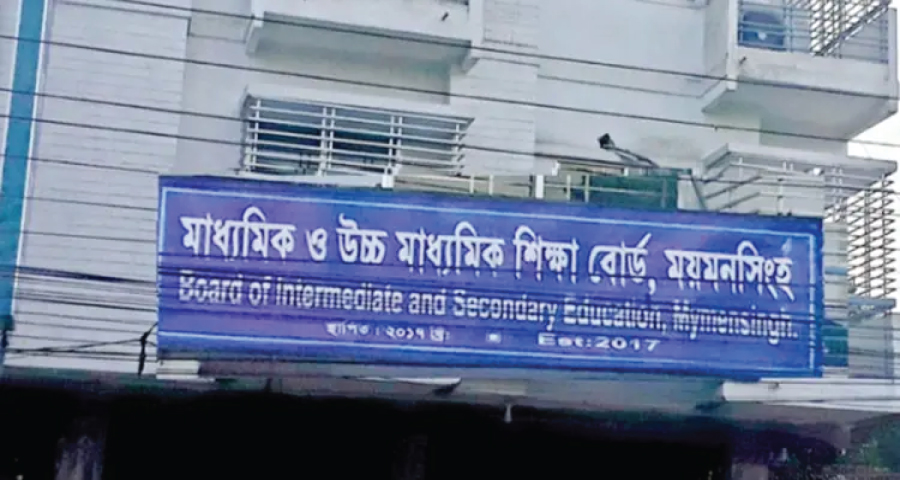 মাধ্যমিক ও উচ্চ মাধ্যমিক শিক্ষা বোর্ড, ময়মনসিংহ
Board of Intermediate and Secondary Education, Mymensingh.
স্থাপিত : ২০১৭ খ্রি: Est:2017